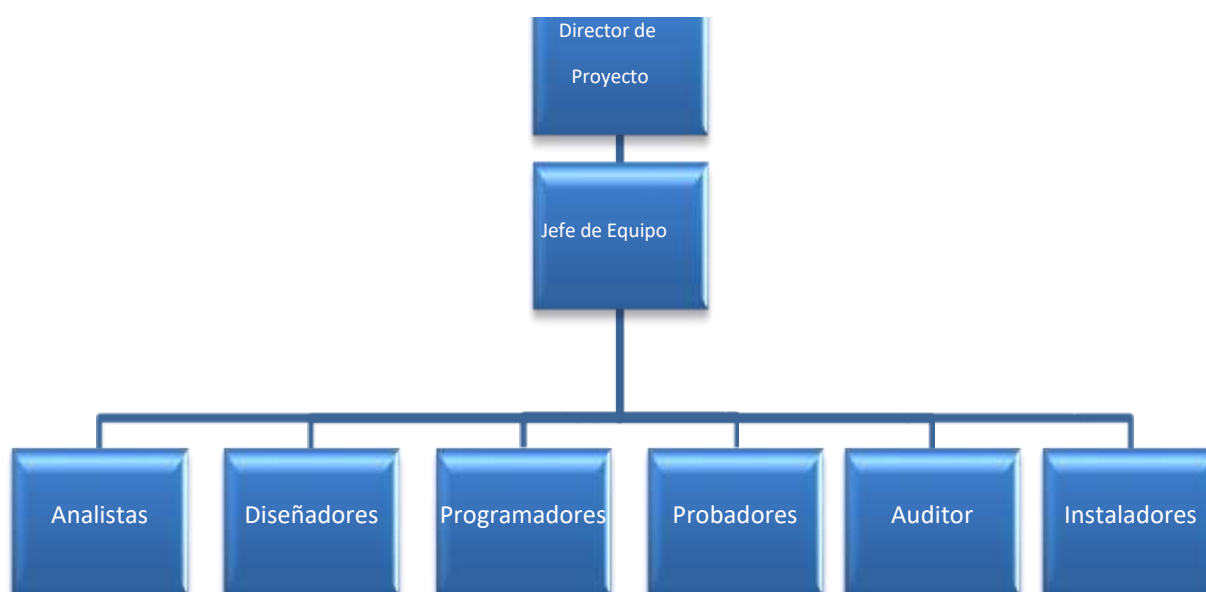 Director de
Proyecto
Jefe de Equipo
Analistas
Diseñadores
Programadores
Probadores
Auditor
Instaladores